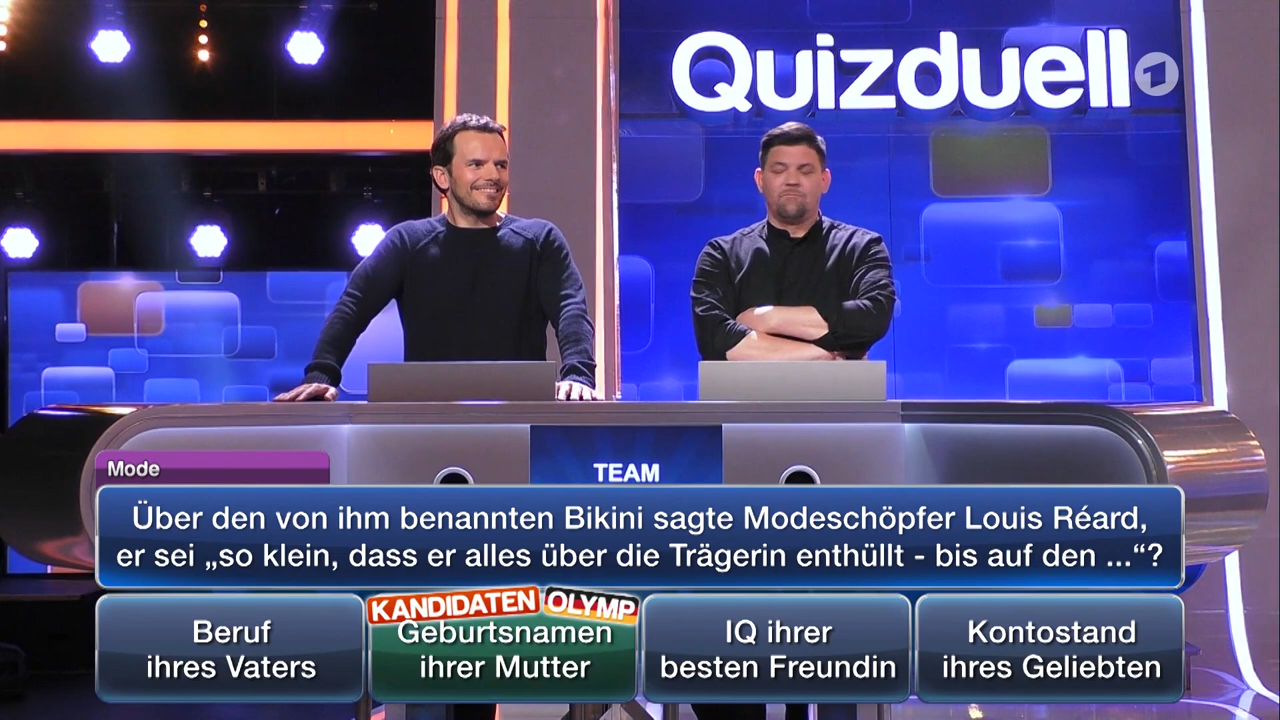 Quizduell 1
TEAM
Mode
Über den von ihm benannten Bikini sagte Modeschöpfer Louis Réard,
er sei „so klein, dass er alles über die Trägerin enthüllt - bis auf den ...“?
KANDIDATEN OLYMP
Beruf
ihres Vaters
Geburtsnamen
ihrer Mutter
IQ ihrer
besten Freundin
Kontostand
ihres Geliebten